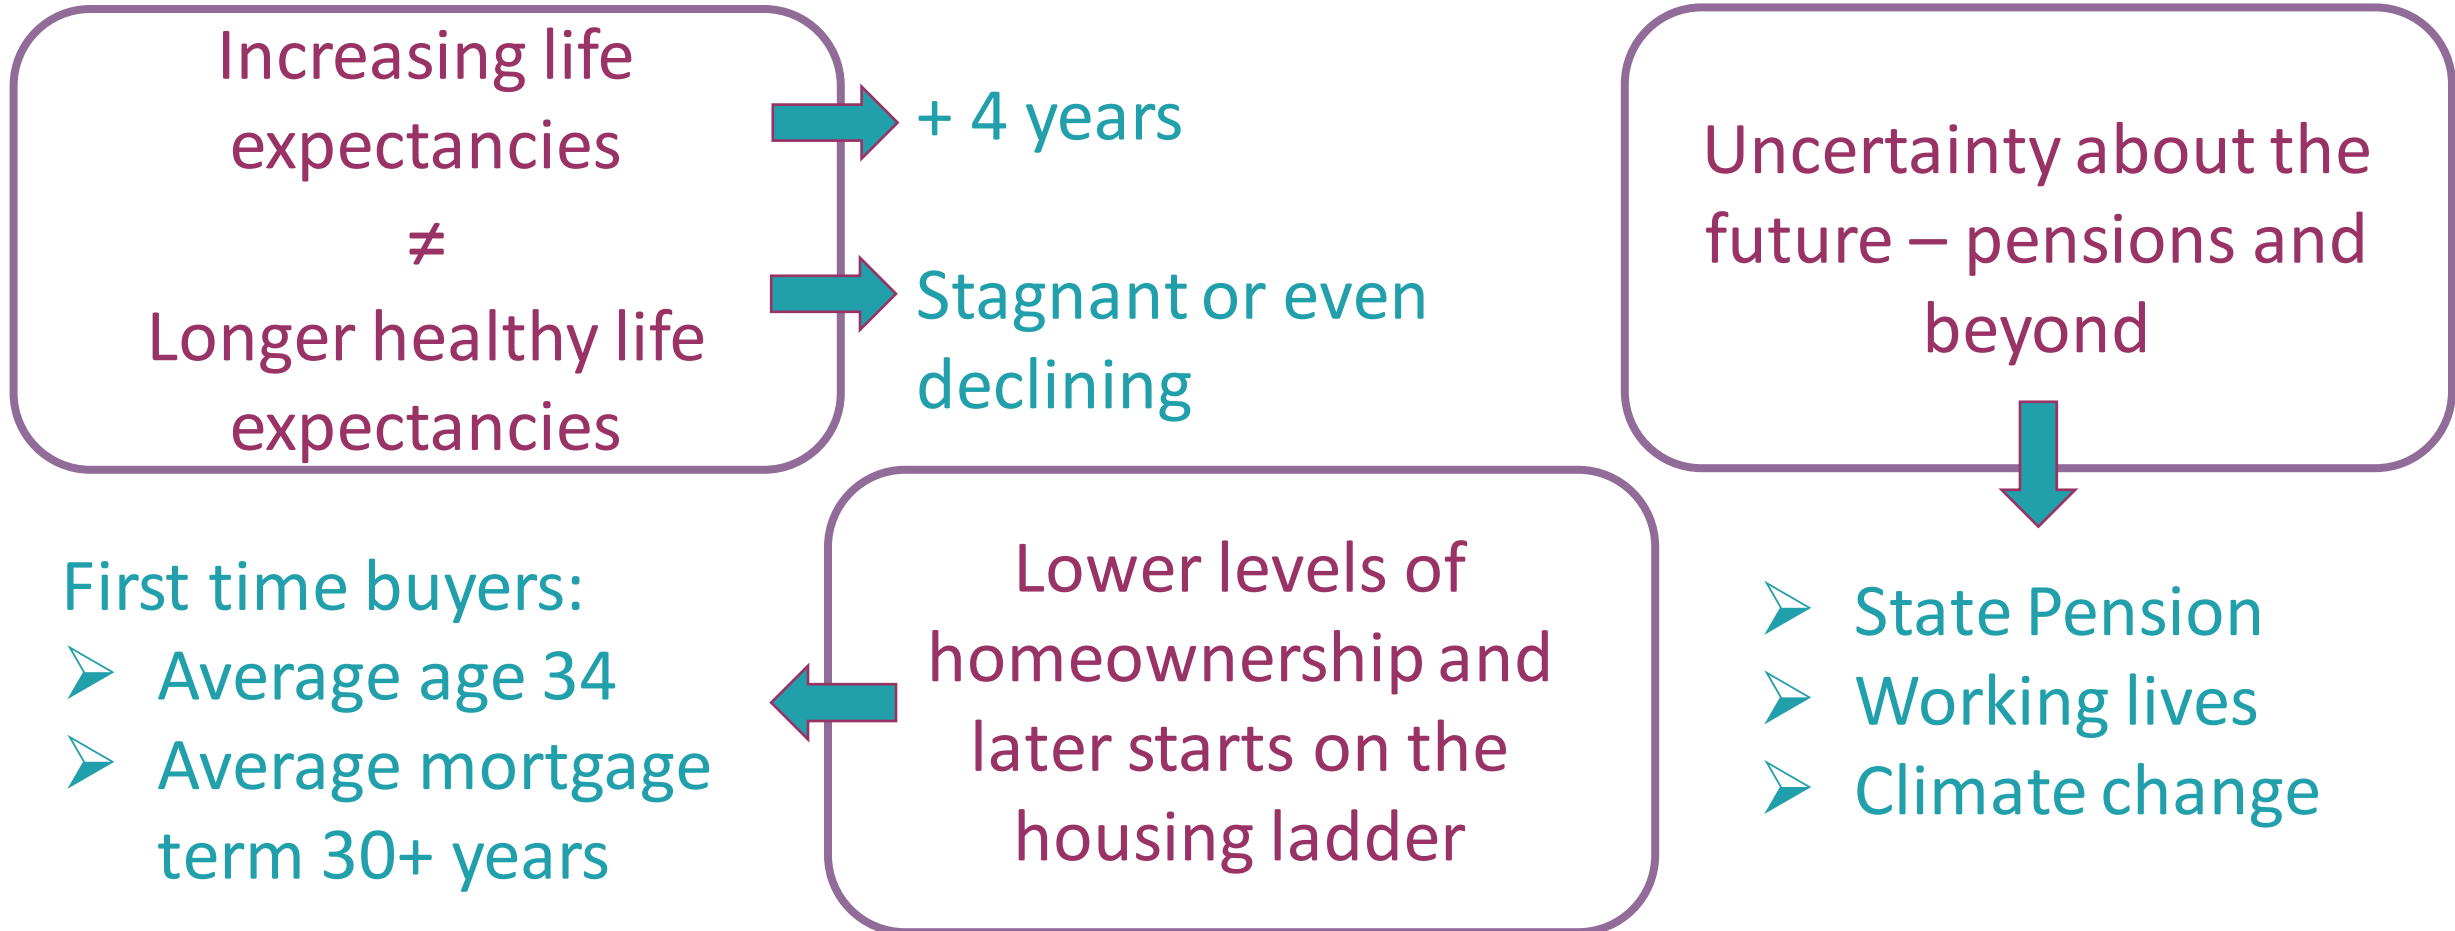 Increasing life
expectancies
≠
Longer healthy life
expectancies
+ 4 years
Stagnant or even
declining
Uncertainty about the
future – pensions and
beyond
First time buyers:
Average age 34
Average mortgage
term 30+ years
Lower levels of
homeownership and
later starts on the
housing ladder
State Pension
Working lives
Climate change